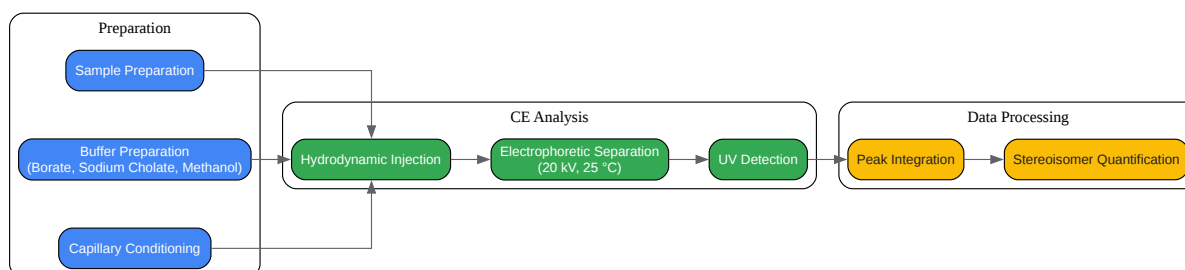 Preparation
Sample Preparation
Buffer Preparation
(Borate, Sodium Cholate, Methanol)
Capillary Conditioning
CE Analysis
Hydrodynamic Injection
Electrophoretic Separation
(20 kV, 25 °C)
UV Detection
Data Processing
Peak Integration
Stereoisomer Quantification